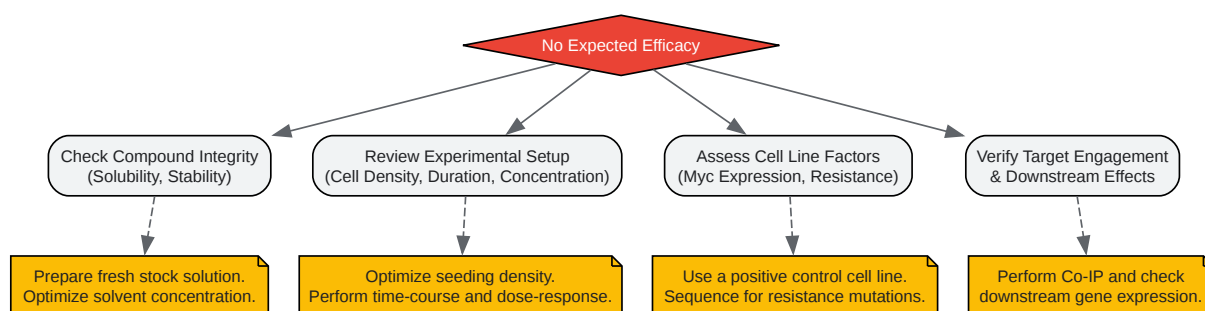 No Expected Efficacy
Check Compound Integrity
(Solubility, Stability)
Review Experimental Setup
(Cell Density, Duration, Concentration)
Assess Cell Line Factors
(Myc Expression, Resistance)
Verify Target Engagement
& Downstream Effects
Prepare fresh stock solution.
Optimize solvent concentration.
Optimize seeding density.
Perform time-course and dose-response.
Use a positive control cell line.
Sequence for resistance mutations.
Perform Co-IP and check
downstream gene expression.